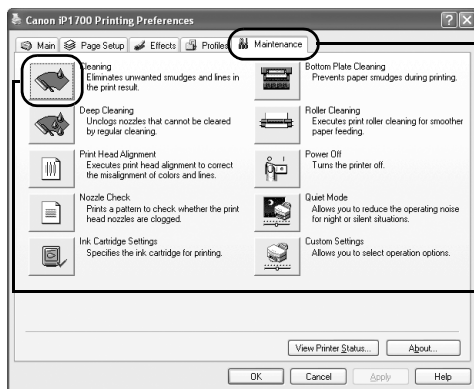 Canon iP1700 Printing Preferences
Main
Page Setup
Effects
Profiles
Maintenance
Cleaning
Eliminates unwanted smudges and lines in
the print result.
Deep Cleaning
Unclogs nozzles that cannot be cleared
by regular cleaning.
Print Head Alignment
Executes print head alignment to correct
the misalignment of colors and lines.
Nozzle Check
Prints a pattern to check whether the print
head nozzles are clogged.
Ink Cartridge Settings
Specifies the ink cartridge for printing.
Bottom Plate Cleaning
Prevents paper smudges during printing.
Roller Cleaning
Executes print roller cleaning for smoother
paper feeding.
Power Off
Turns the printer off.
Quiet Mode
Allows you to reduce the operating noise
for night or silent situations.
Custom Settings
Allows you to select operation options.
View Printer Status...
About...
OK
Cancel
Apply
Help